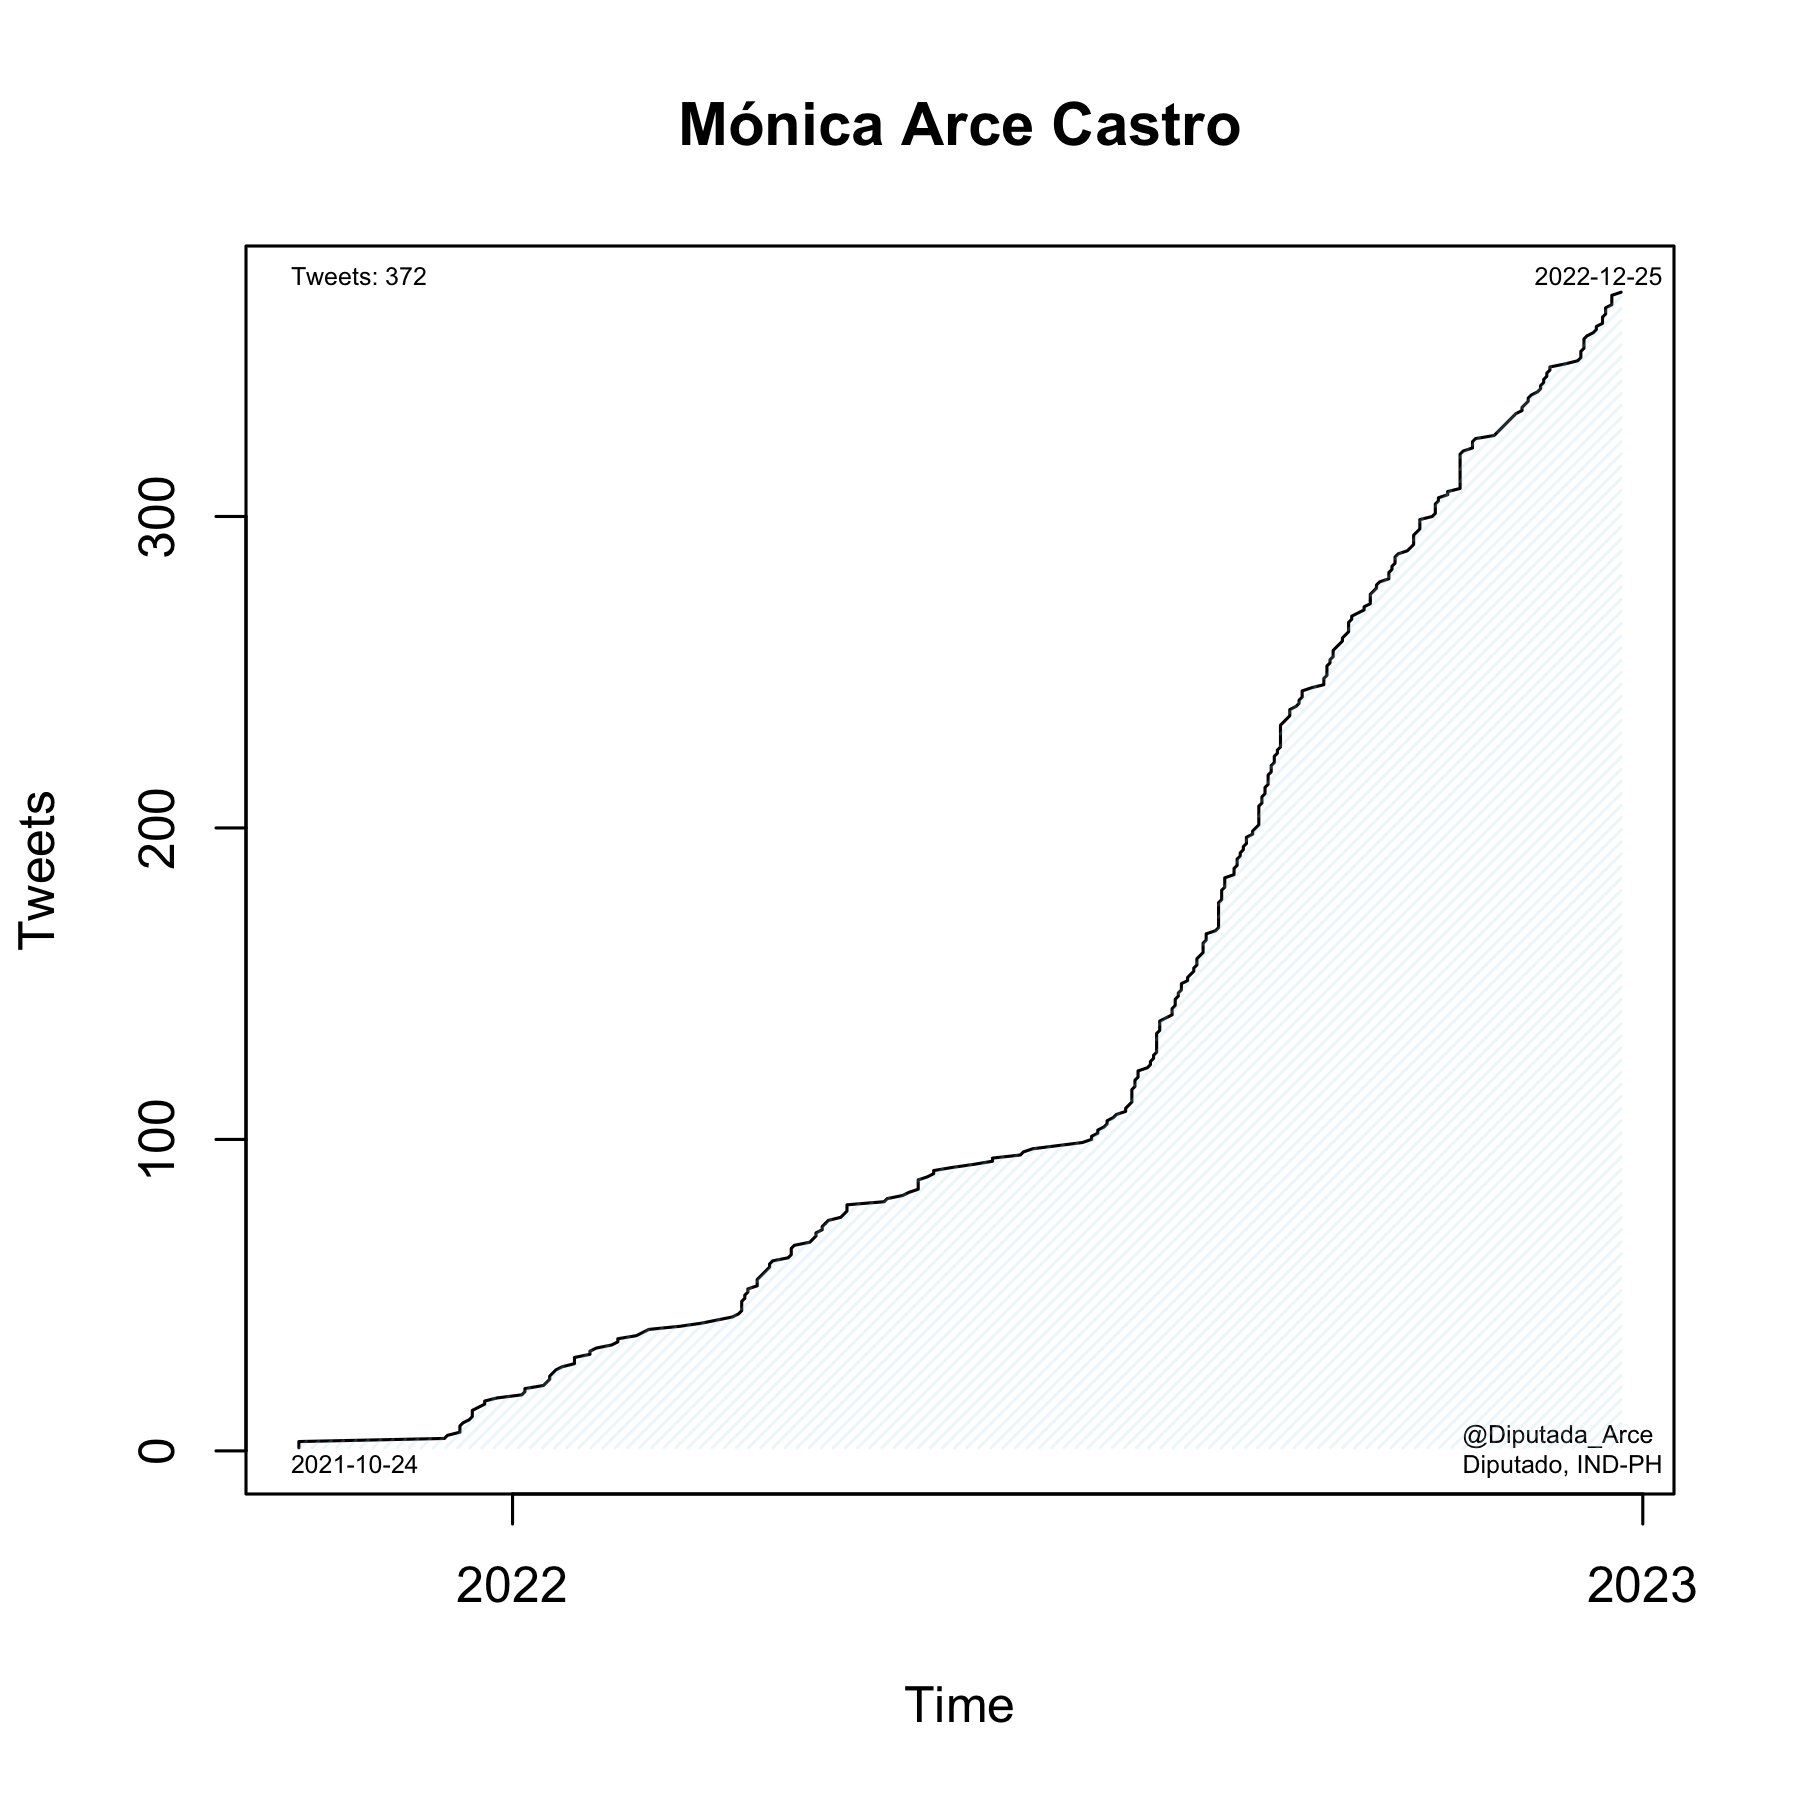 Mónica Arce Castro
Tweets: 372
2022-12-25
300
200
100
0
Tweets
@Diputada_Arce
2021-10-24
Diputado, IND-PH
2022
2023
Time